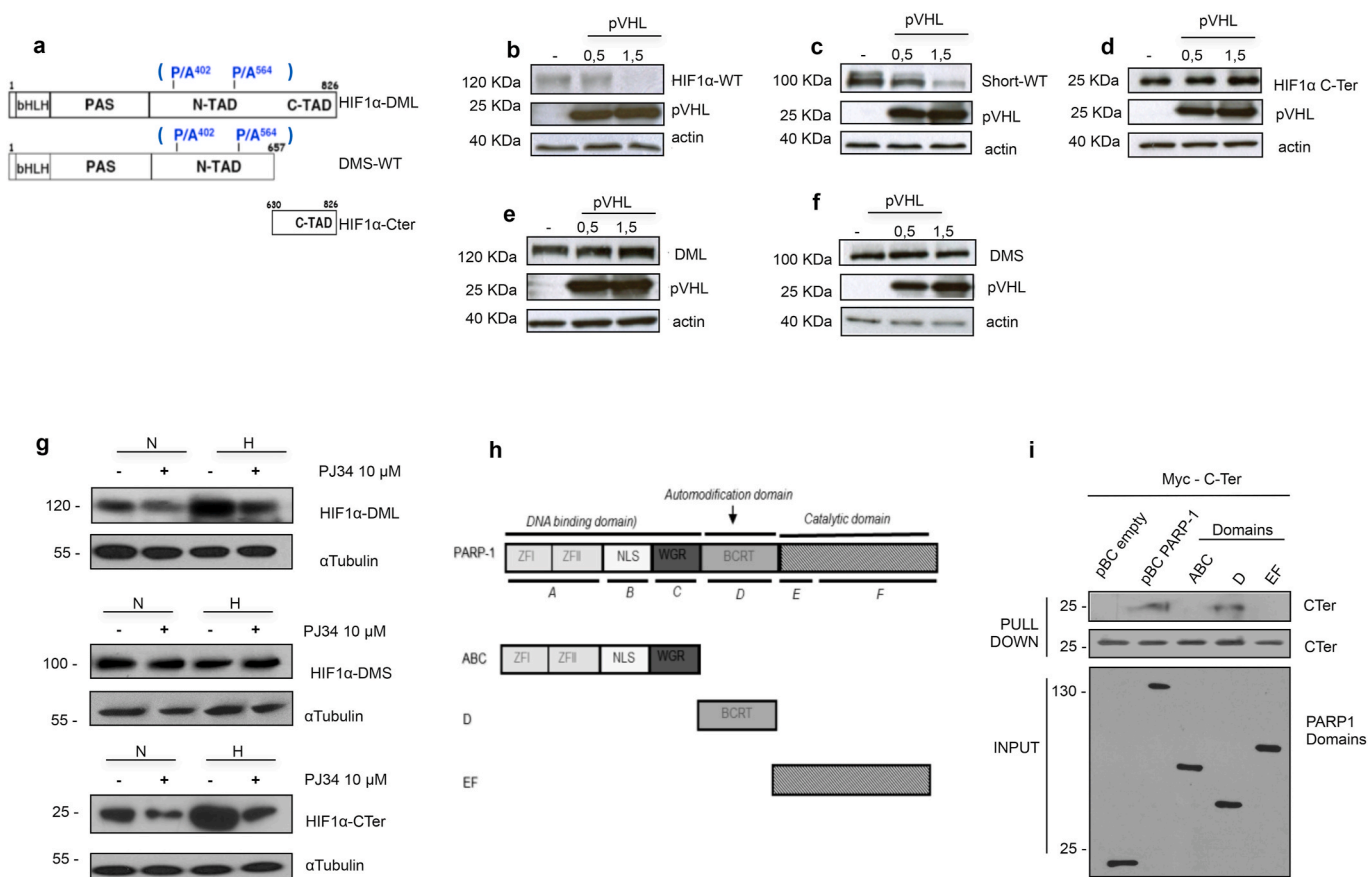 a
( P/A402 P/A564 )
1 826
bHLH PAS N-TAD C-TAD HIF1α-DML
( P/A402 P/A564 )
1 657
bHLH PAS N-TAD DMS-WT
630 826
C-TAD HIF1α-Cter
b
pVHL
- 0,5 1,5
120 KDa HIF1α-WT
25 KDa pVHL
40 KDa actin
c
pVHL
- 0,5 1,5
100 KDa Short-WT
25 KDa pVHL
40 KDa actin
d
pVHL
- 0,5 1,5
25 KDa HIF1α C-Ter
40 KDa pVHL
40 KDa actin
e
pVHL
- 0,5 1,5
120 KDa DML
25 KDa pVHL
40 KDa actin
f
pVHL
- 0,5 1,5
100 KDa DMS
25 KDa pVHL
40 KDa actin
g
N H
- + - + PJ34 10 µM
120 - HIF1α-DML
55 - αTubulin
N H
- + - + PJ34 10 µM
100 - HIF1α-DMS
55 - αTubulin
N H
- + - + PJ34 10 µM
25 - HIF1α-CTer
55 - αTubulin
h
Automodification domain
DNA binding domain) Catalytic domain
PARP-1 ZFI ZFII NLS WGR BCRT
A B C D E F
ABC ZFI ZFII NLS WGR
D BCRT
EF
i
Myc - C-Ter
pBC empty pBC PARP-1 Domains
ABC D EF
PULL DOWN
25 - CTer
25 - CTer
INPUT
130 -
25 -
PARP1
Domains